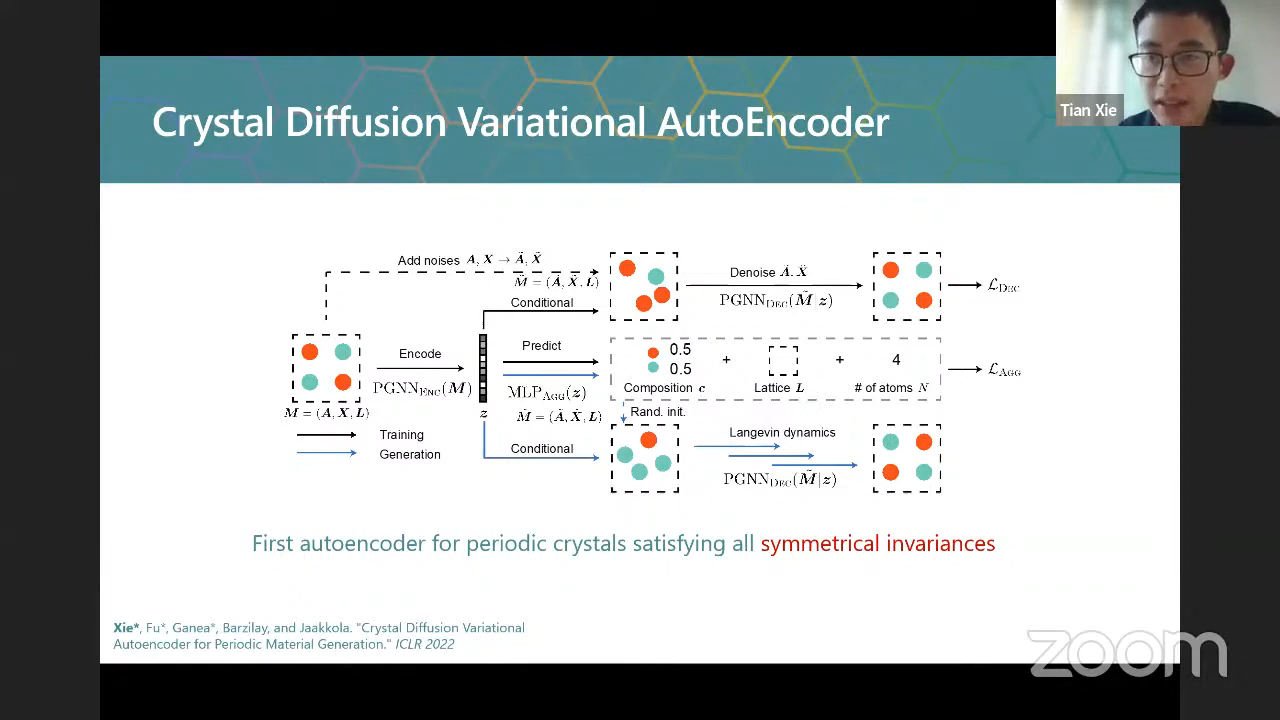 Tian Xie
Crystal Diffusion Variational AutoEncoder
Add noises A, X → Ã, X̃
M̃ = (Ã, X̃, L)
Conditional
Denoise Ã, X̃
PGNN_DEC(M̃|z)
ℒ_DEC
Encode
PGNN_ENC(M)
M = (A, X, L)
z
Predict
MLP_AGG(z)
M̃ = (Ã, X̃, L)
0.5
0.5
Composition c
+
Lattice L
+
4
# of atoms N
ℒ_AGG
Rand. init.
Training
Generation
Conditional
Langevin dynamics
PGNN_DEC(M̃|z)
First autoencoder for periodic crystals satisfying all symmetrical invariances
Xie*, Fu*, Ganea*, Barzilay, and Jaakkola. "Crystal Diffusion Variational
Autoencoder for Periodic Material Generation." ICLR 2022
zoom